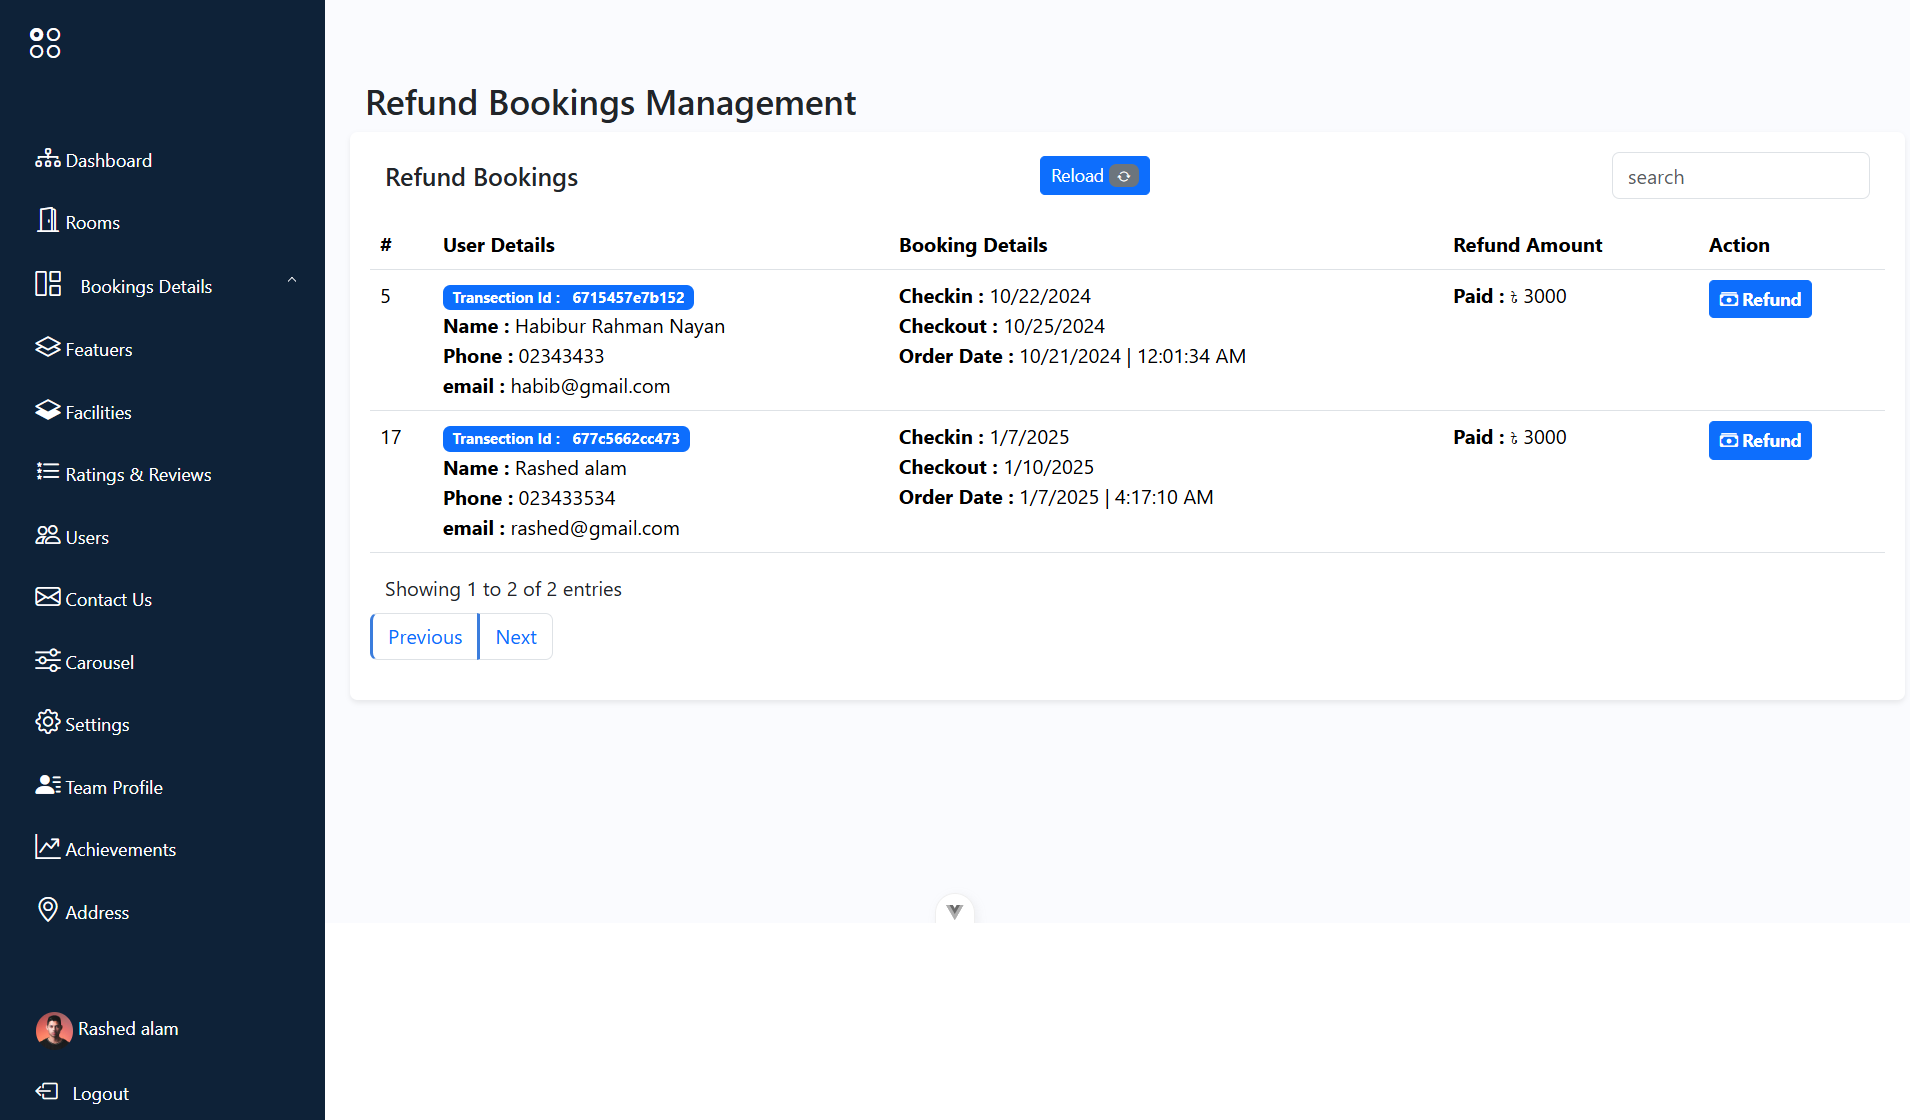 Dashboard
Rooms
Bookings Details
Featuers
Facilities
Ratings & Reviews
Users
Contact Us
Carousel
Settings
Team Profile
Achievements
Address
Rashed alam
Logout
Refund Bookings Management
Refund Bookings
Reload
search
# User Details Booking Details Refund Amount Action
5
Transection Id : 6715457e7b152
Name : Habibur Rahman Nayan
Phone : 02343433
email : habib@gmail.com
Checkin : 10/22/2024
Checkout : 10/25/2024
Order Date : 10/21/2024 | 12:01:34 AM
Paid : ৳ 3000
Refund
17
Transection Id : 677c5662cc473
Name : Rashed alam
Phone : 023433534
email : rashed@gmail.com
Checkin : 1/7/2025
Checkout : 1/10/2025
Order Date : 1/7/2025 | 4:17:10 AM
Paid : ৳ 3000
Refund
Showing 1 to 2 of 2 entries
Previous Next